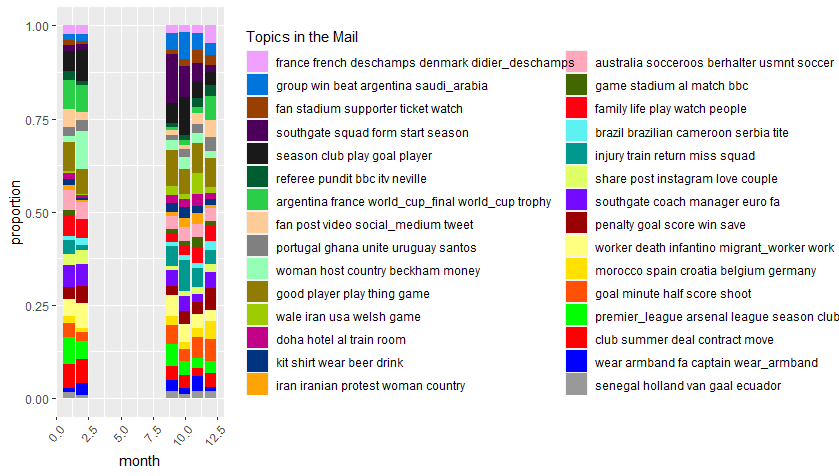 Topics in the Mail
france french deschamps denmark didier_deschamps
group win beat argentina saudi_arabia
fan stadium supporter ticket watch
southgate squad form start season
season club play goal player
referee pundit bbc itv neville
argentina france world_cup_final world_cup trophy
fan post video social_medium tweet
portugal ghana unite uruguay santos
woman host country beckham money
good player play thing game
wale iran usa welsh game
doha hotel al train room
kit shirt wear beer drink
iran iranian protest woman country
australia socceroos berhalter usmnt soccer
game stadium al match bbc
family life play watch people
brazil brazilian cameroon serbia tite
injury train return miss squad
share post instagram love couple
southgate coach manager euro fa
penalty goal score win save
worker death infantino migrant_worker work
morocco spain croatia belgium germany
goal minute half score shoot
premier_league arsenal league season club
club summer deal contract move
wear armband fa captain wear_armband
senegal holland van gaal ecuador
proportion
1.00
0.75
0.50
0.25
0.00
0.0
2.5
5.0
7.5
10.0
12.5
month